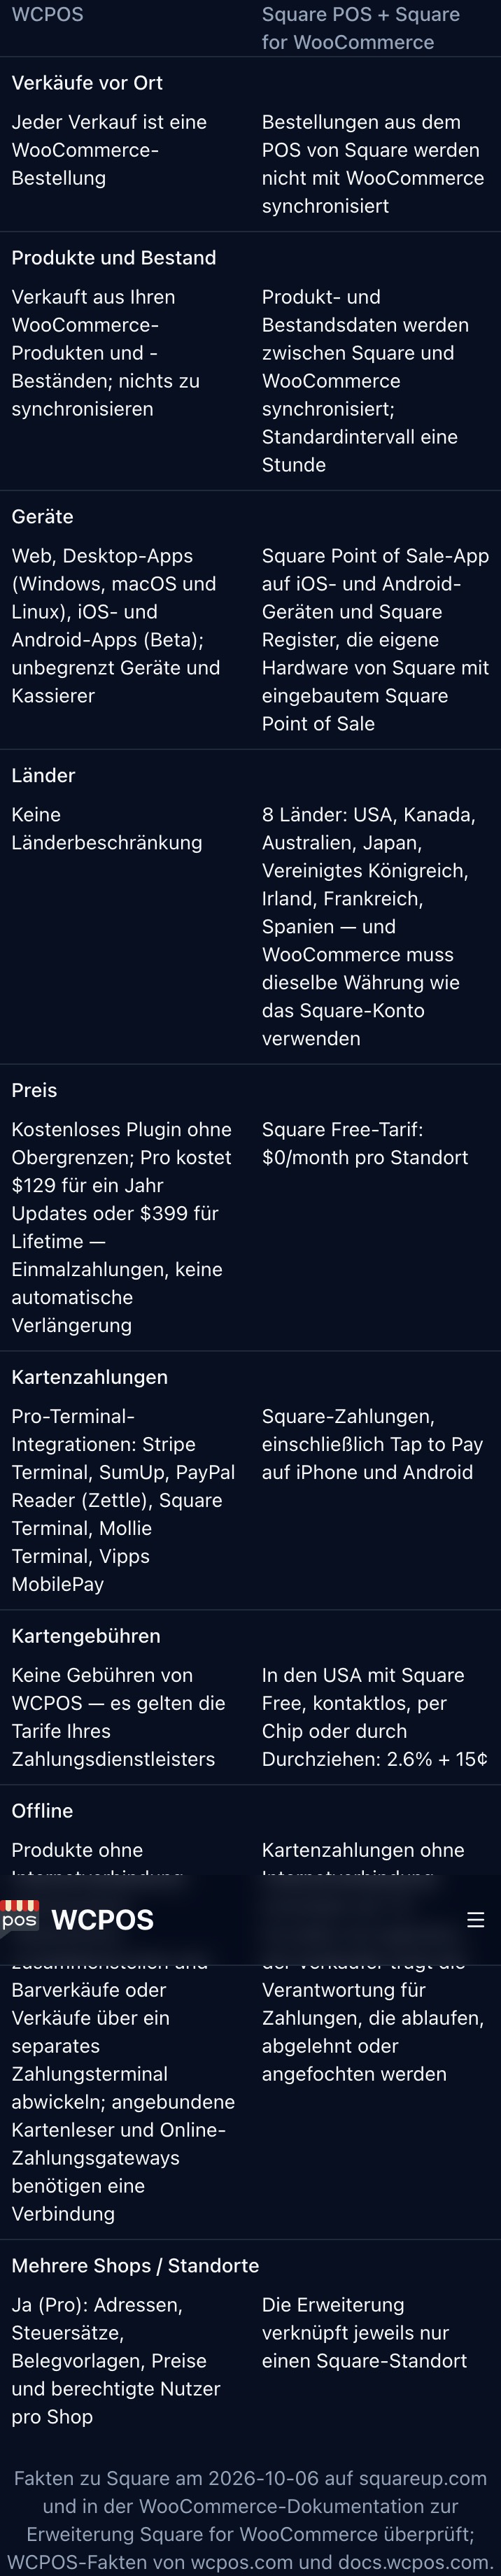 WCPOS
Square POS + Square
for WooCommerce
Verkäufe vor Ort
Jeder Verkauf ist eine
WooCommerce-
Bestellung
Bestellungen aus dem
POS von Square werden
nicht mit WooCommerce
synchronisiert
Produkte und Bestand
Verkauft aus Ihren
WooCommerce-
Produkten und -
Beständen; nichts zu
synchronisieren
Produkt- und
Bestandsdaten werden
zwischen Square und
WooCommerce
synchronisiert;
Standardintervall eine
Stunde
Geräte
Web, Desktop-Apps
(Windows, macOS und
Linux), iOS- und
Android-Apps (Beta);
unbegrenzt Geräte und
Kassierer
Square Point of Sale-App
auf iOS- und Android-
Geräten und Square
Register, die eigene
Hardware von Square mit
eingebautem Square
Point of Sale
Länder
Keine
Länderbeschränkung
8 Länder: USA, Kanada,
Australien, Japan,
Vereinigtes Königreich,
Irland, Frankreich,
Spanien — und
WooCommerce muss
dieselbe Währung wie
das Square-Konto
verwenden
Preis
Kostenloses Plugin ohne
Obergrenzen; Pro kostet
$129 für ein Jahr
Updates oder $399 für
Lifetime —
Einmalzahlungen, keine
automatische
Verlängerung
Square Free-Tarif:
$0/month pro Standort
Kartenzahlungen
Pro-Terminal-
Integrationen: Stripe
Terminal, SumUp, PayPal
Reader (Zettle), Square
Terminal, Mollie
Terminal, Vipps
MobilePay
Square-Zahlungen,
einschließlich Tap to Pay
auf iPhone und Android
Kartengebühren
Keine Gebühren von
WCPOS — es gelten die
Tarife Ihres
Zahlungsdienstleisters
In den USA mit Square
Free, kontaktlos, per
Chip oder durch
Durchziehen: 2.6% + 15¢
Offline
Produkte ohne
Internetverbindung
Kartenzahlungen ohne
Internetverbindung
pos WCPOS
zusammenstellen und
Barverkäufe oder
Verkäufe über ein
separates
Zahlungsterminal
abwickeln; angebundene
Kartenleser und Online-
Zahlungsgateways
benötigen eine
Verbindung
der Verkäufer trägt die
Verantwortung für
Zahlungen, die ablaufen,
abgelehnt oder
angefochten werden
Mehrere Shops / Standorte
Ja (Pro): Adressen,
Steuersätze,
Belegvorlagen, Preise
und berechtigte Nutzer
pro Shop
Die Erweiterung
verknüpft jeweils nur
einen Square-Standort
Fakten zu Square am 2026-10-06 auf squareup.com
und in der WooCommerce-Dokumentation zur
Erweiterung Square for WooCommerce überprüft;
WCPOS-Fakten von wcpos.com und docs.wcpos.com.